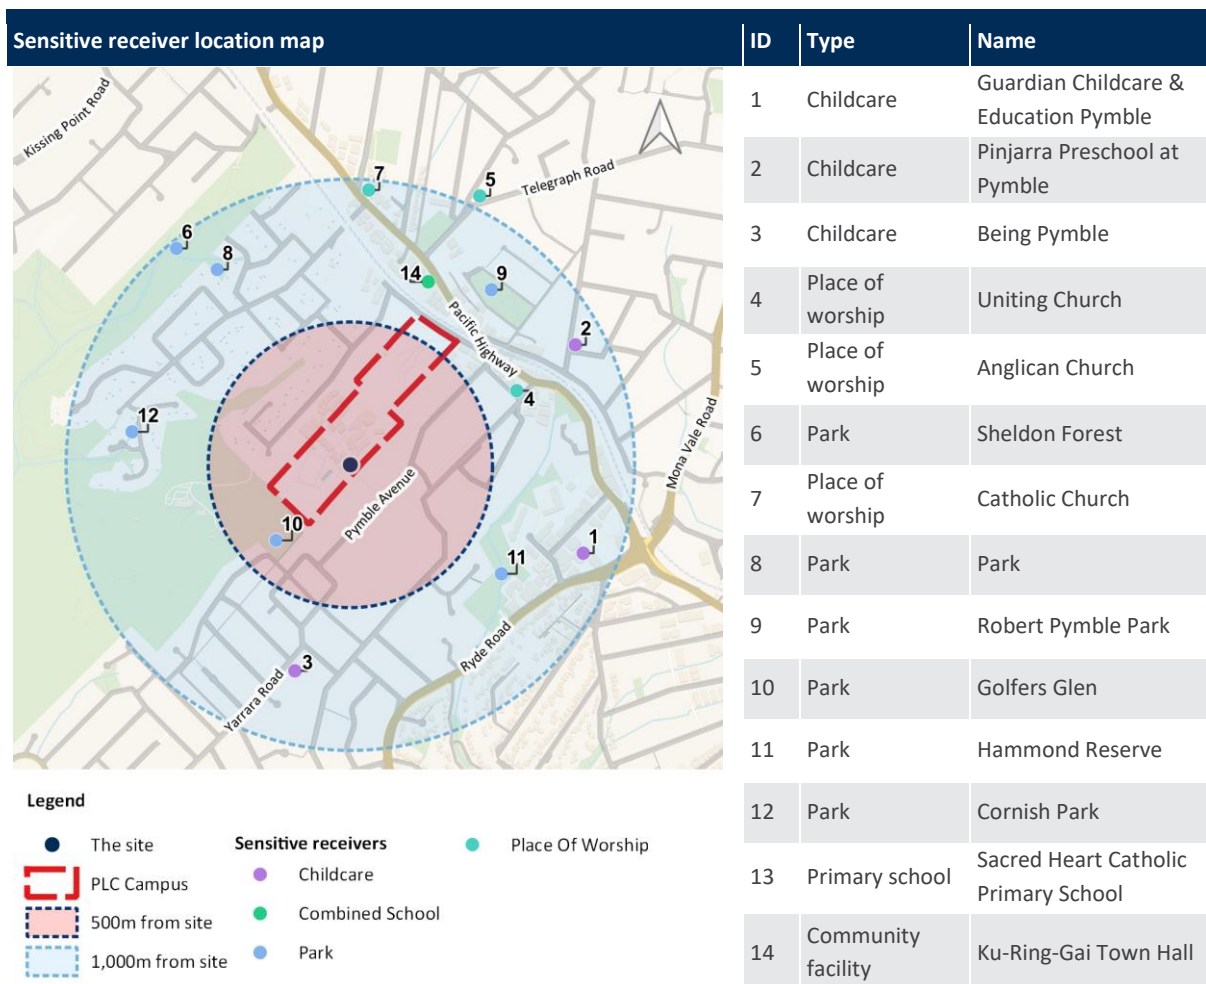 Sensitive receiver location map
Kissing Point Road
7
5
Telegraph Road
6
8
14
9
Pacific Highway
2
4
12
Mona Vale Road
Pymble Avenue
10
1
11
Ryde Road
3
Yarrara Road
Legend
The site
PLC Campus
500m from site
1,000m from site
Sensitive receivers
Childcare
Combined School
Park
Place Of Worship
ID Type Name
1 Childcare Guardian Childcare &
Education Pymble
2 Childcare Pinjarra Preschool at
Pymble
3 Childcare Being Pymble
4 Place of
worship Uniting Church
5 Place of
worship Anglican Church
6 Park Sheldon Forest
7 Place of
worship Catholic Church
8 Park Park
9 Park Robert Pymble Park
10 Park Golfers Glen
11 Park Hammond Reserve
12 Park Cornish Park
13 Primary school Sacred Heart Catholic
Primary School
14 Community
facility Ku-Ring-Gai Town Hall